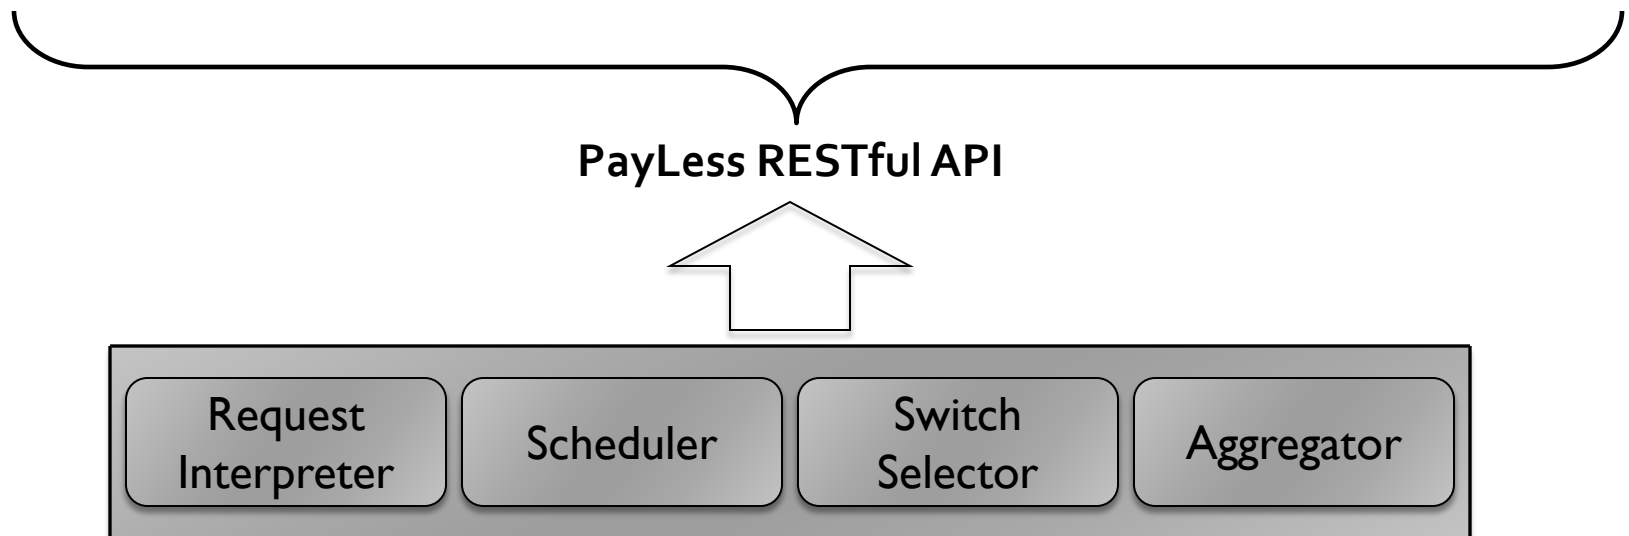 PayLess RESTful API
Request
Interpreter
Scheduler
Switch
Selector
Aggregator